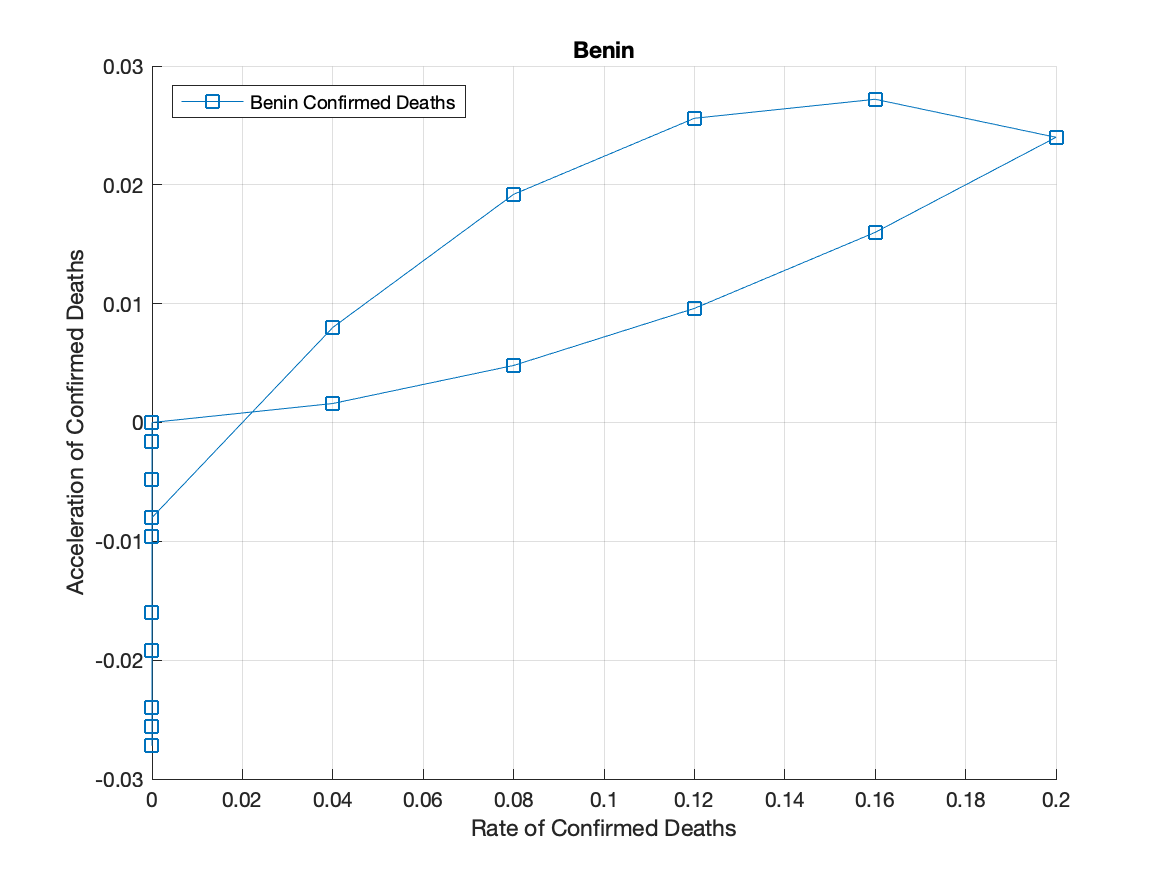 Benin
Benin Confirmed Deaths
Acceleration of Confirmed Deaths
0.03
0.02
0.01
0
-0.01
-0.02
-0.03
0 0.02 0.04 0.06 0.08 0.1 0.12 0.14 0.16 0.18 0.2
Rate of Confirmed Deaths